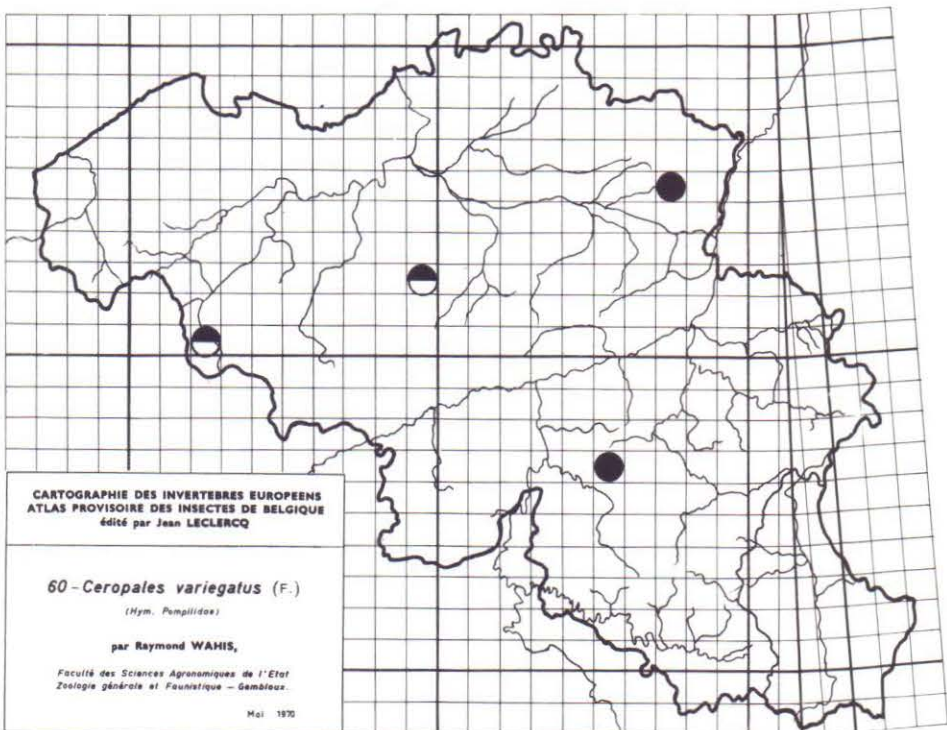 CARTOGRAPHIE DES INVERTEBRES EUROPEENS
ATLAS PROVISOIRE DES INSECTES DE BELGIQUE
édité par Jean LECLERCQ
60-Ceropales variegatus (F.)
(Hym. Pompilidae)
par Raymond WAHIS,
Faculté des Sciences Agronomiques de l'Etat
Zoologie générale et Faunistique – Gembloux.
Mai 1970